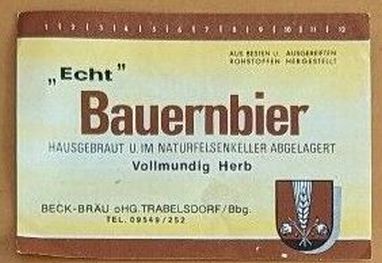 1 2 3 4 5 6 7 8 9 10 11 12
AUS BESTEN U. AUSGEREIFTEN
ROHSTOFFEN HERGESTELLT
„Echt”
Bauernbier
HAUSGEBRAUT U. IM NATURFELSENKELLER ABGELAGERT
Vollmundig Herb
BECK-BRÄU oHG. TRABELSDORF/Bbg.
TEL. 09549/252